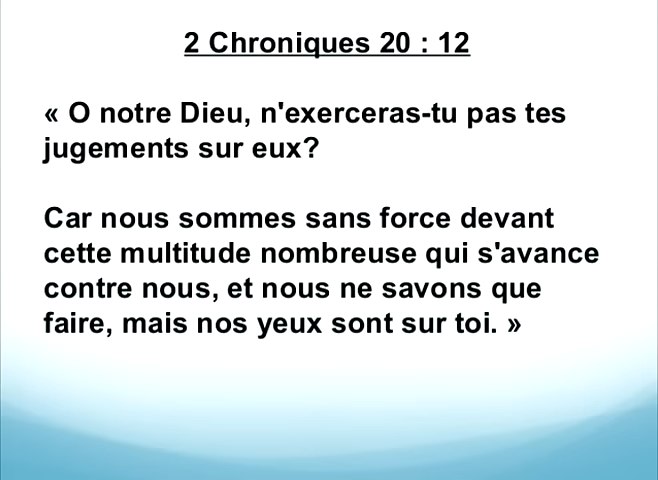 2 Chroniques 20 : 12
« O notre Dieu, n'exerceras-tu pas tes
jugements sur eux?
Car nous sommes sans force devant
cette multitude nombreuse qui s'avance
contre nous, et nous ne savons que
faire, mais nos yeux sont sur toi. »